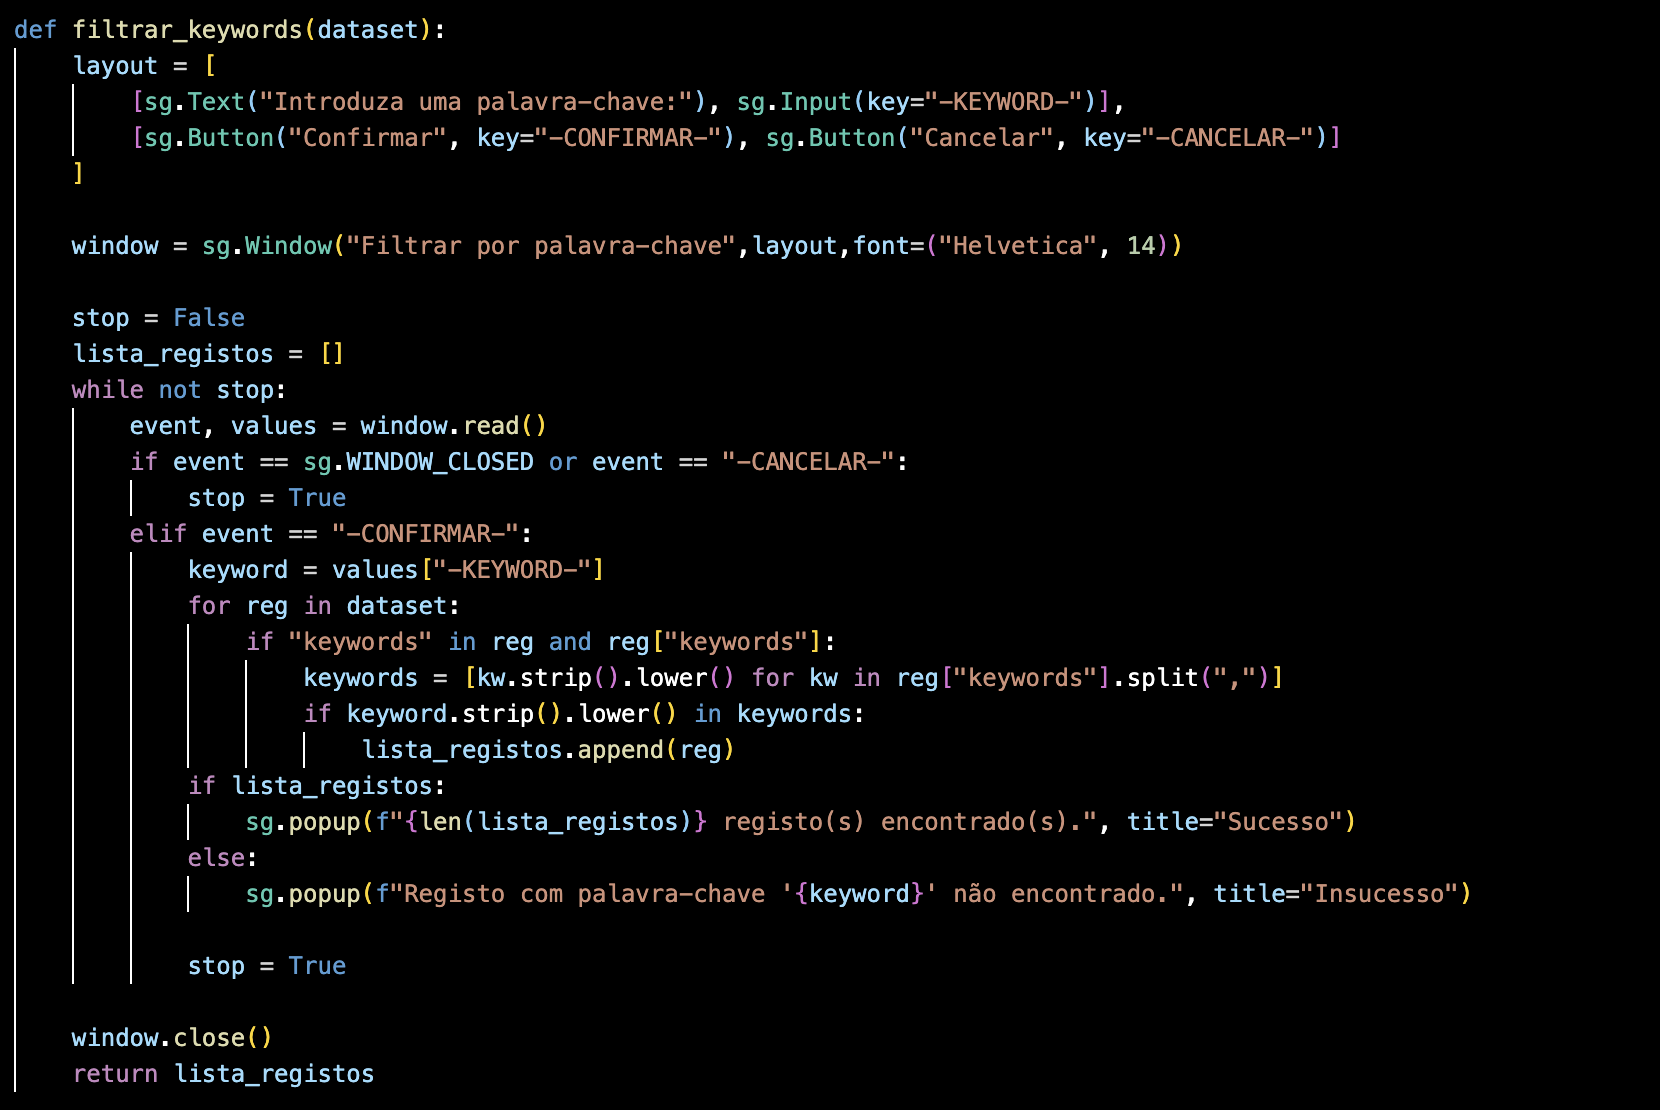 def filtrar_keywords(dataset):
    layout = [
        [sg.Text("Introduza uma palavra-chave:"), sg.Input(key="-KEYWORD-")],
        [sg.Button("Confirmar", key="-CONFIRMAR-"), sg.Button("Cancelar", key="-CANCELAR-")]
    ]

    window = sg.Window("Filtrar por palavra-chave",layout,font=("Helvetica", 14))

    stop = False
    lista_registos = []
    while not stop:
        event, values = window.read()
        if event == sg.WINDOW_CLOSED or event == "-CANCELAR-":
            stop = True
        elif event == "-CONFIRMAR-":
            keyword = values["-KEYWORD-"]
            for reg in dataset:
                if "keywords" in reg and reg["keywords"]:
                    keywords = [kw.strip().lower() for kw in reg["keywords"].split(",")]
                    if keyword.strip().lower() in keywords:
                        lista_registos.append(reg)
            if lista_registos:
                sg.popup(f"{len(lista_registos)} registo(s) encontrado(s).", title="Sucesso")
            else:
                sg.popup(f"Registo com palavra-chave '{keyword}' não encontrado.", title="Insucesso")

            stop = True

    window.close()
    return lista_registos